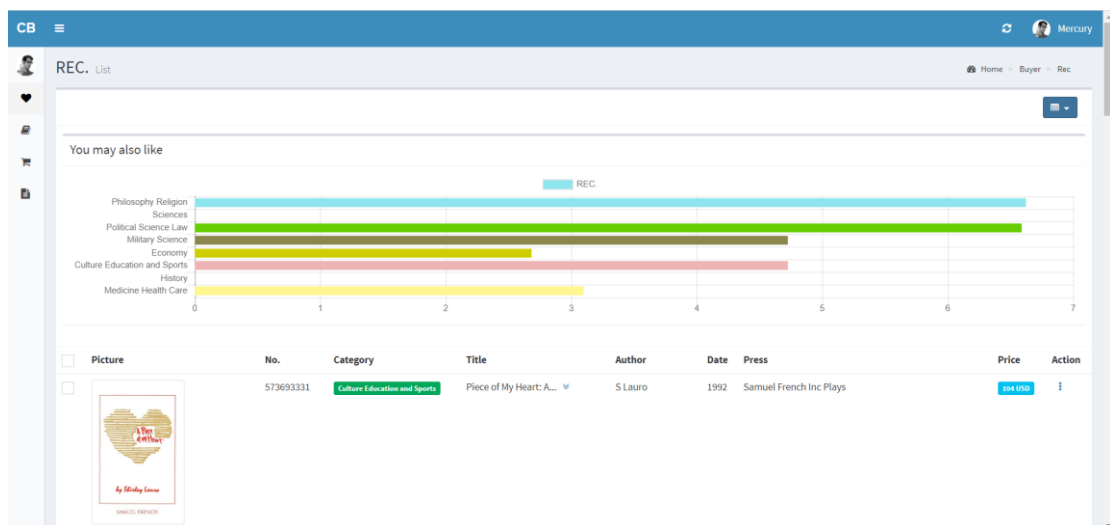 CB
Mercury
REC. List
Home > Buyer > Rec
You may also like
REC.
Philosophy Religion
Sciences
Political Science Law
Military Science
Economy
Culture Education and Sports
History
Medicine Health Care
0 1 2 3 4 5 6 7
Picture No. Category Title Author Date Press Price Action
573693331 Culture Education and Sports Piece of My Heart: A... S Lauro 1992 Samuel French Inc Plays 104 USD
A Piece
of my Heart
by Shirley Lauro
SAMUEL FRENCH